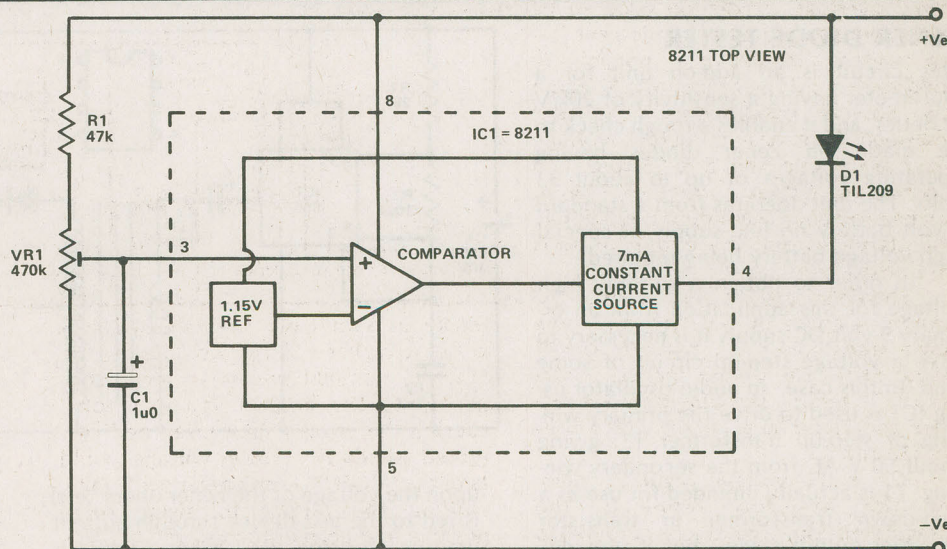 +Ve
8211 TOP VIEW
8
R1
47k
IC1 = 8211
D1
TIL209
3
VR1
470k
+
COMPARATOR
7mA
CONSTANT
CURRENT
SOURCE
4
1.15V
REF
−
+
C1
1u0
5
−Ve